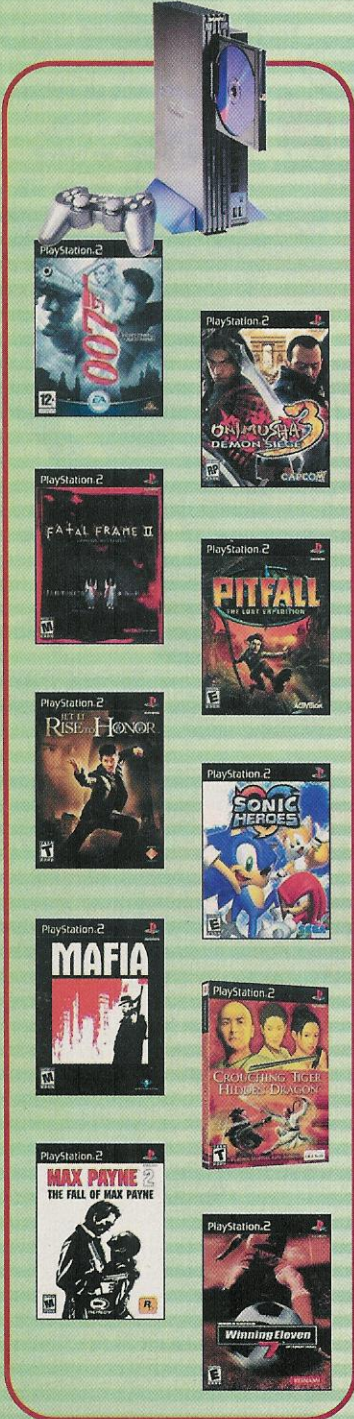 PlayStation.2
007
EA
12+
PlayStation.2
ONIMUSHA 3
DEMON SIEGE
RP
CAPCOM
PlayStation.2
FATAL FRAME II
M
PlayStation.2
PITFALL
THE LOST EXPEDITION
E
ACTIVISION
PlayStation.2
JET LI
RISE TO HONOR
T
PlayStation.2
SONIC
HEROES
E
SEGA
PlayStation.2
MAFIA
M
PlayStation.2
CROUCHING TIGER
HIDDEN DRAGON
T
PlayStation.2
MAX PAYNE 2
THE FALL OF MAX PAYNE
M
R
PlayStation.2
Winning Eleven
7
E
KONAMI